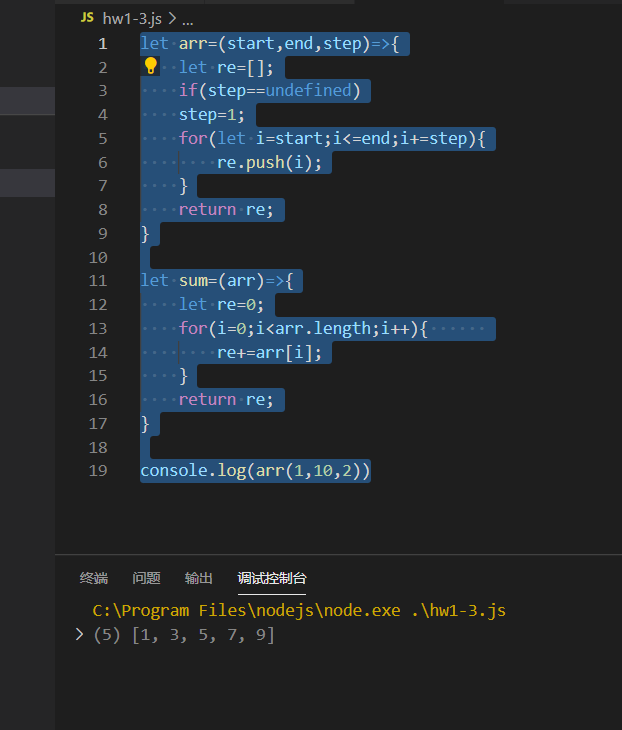 JS hw1-3.js > ...
1 let arr=(start,end,step)=>{
2 let re=[];
3 if(step==undefined)
4 step=1;
5 for(let i=start;i<=end;i+=step){
6 re.push(i);
7 }
8 return re;
9 }
10
11 let sum=(arr)=>{
12 let re=0;
13 for(i=0;i<arr.length;i++){
14 re+=arr[i];
15 }
16 return re;
17 }
18
19 console.log(arr(1,10,2))
终端 问题 输出 调试控制台
C:\Program Files\nodejs\node.exe .\hw1-3.js
> (5) [1, 3, 5, 7, 9]